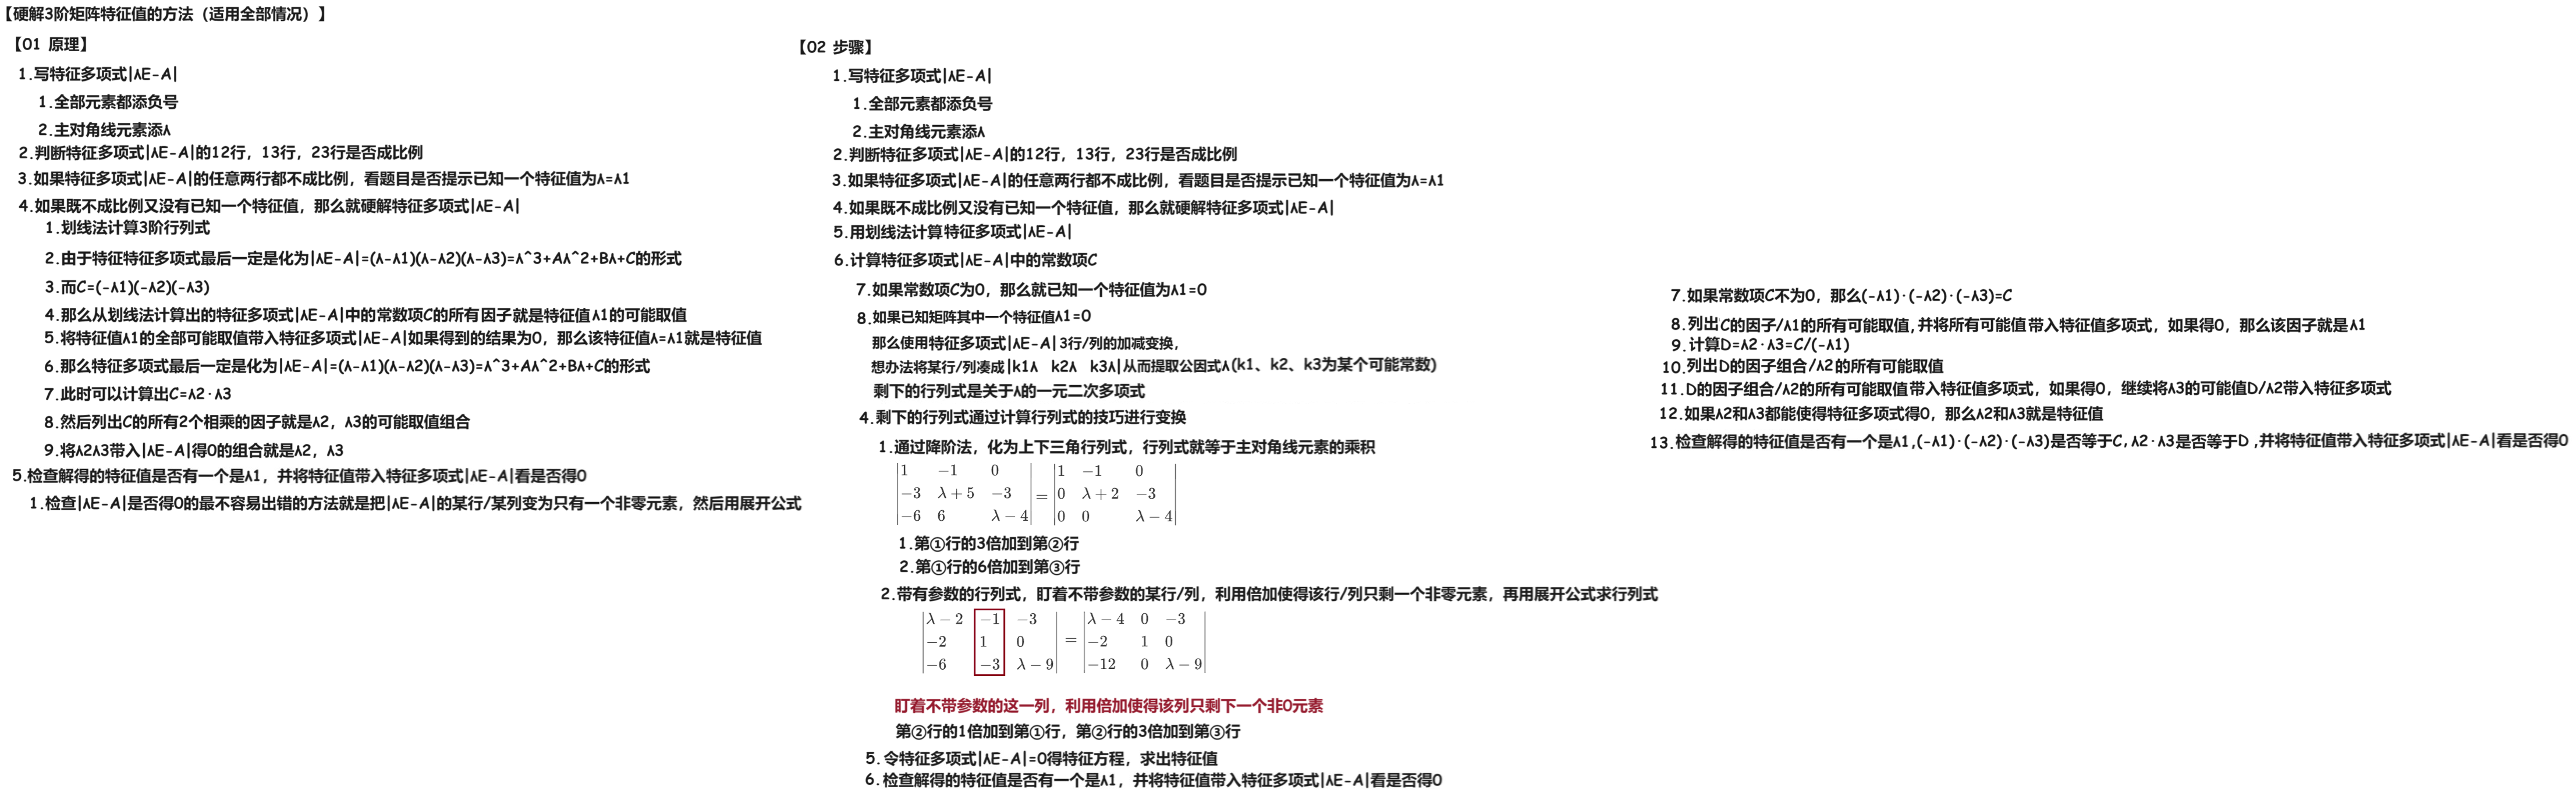 【硬解3阶矩阵特征值的方法（适用全部情况）】
【01 原理】
1.写特征多项式|λE-A|
1.全部元素都添负号
2.主对角线元素添λ
2.判断特征多项式|λE-A|的12行，13行，23行是否成比例
3.如果特征多项式|λE-A|的任意两行都不成比例，看题目是否提示已知一个特征值为λ=λ1
4.如果既不成比例又没有已知一个特征值，那么就硬解特征多项式|λE-A|
1.划线法计算3阶行列式
2.由于特征特征多项式最后一定是化为|λE-A|=(λ-λ1)(λ-λ2)(λ-λ3)=λ^3+Aλ^2+Bλ+C的形式
3.而C=(-λ1)(-λ2)(-λ3)
4.那么从划线法计算出的特征多项式|λE-A|中的常数项C的所有因子就是特征值λ1的可能取值
5.将特征值λ1的全部可能取值带入特征多项式|λE-A|如果得到的结果为0，那么该特征值λ=λ1就是特征值
6.那么特征多项式最后一定是化为|λE-A|=(λ-λ1)(λ-λ2)(λ-λ3)=λ^3+Aλ^2+Bλ+C的形式
7.此时可以计算出C=λ2·λ3
8.然后列出C的所有2个相乘的因子就是λ2，λ3的可能取值组合
9.将λ2λ3带入|λE-A|得0的组合就是λ2，λ3
5.检查解得的特征值是否有一个是λ1，并将特征值带入特征多项式|λE-A|看是否得0
1.检查|λE-A|是否得0的最不容易出错的方法就是把|λE-A|的某行/某列变为只有一个非零元素，然后用展开公式
【02 步骤】
1.写特征多项式|λE-A|
1.全部元素都添负号
2.主对角线元素添λ
2.判断特征多项式|λE-A|的12行，13行，23行是否成比例
3.如果特征多项式|λE-A|的任意两行都不成比例，看题目是否提示已知一个特征值为λ=λ1
4.如果既不成比例又没有已知一个特征值，那么就硬解特征多项式|λE-A|
5.用划线法计算特征多项式|λE-A|
6.计算特征多项式|λE-A|中的常数项C
7.如果常数项C为0，那么就已知一个特征值为λ1=0
8.如果已知矩阵其中一个特征值λ1=0
那么使用特征多项式|λE-A| 3行/列的加减变换，
想办法将某行/列凑成|k1λ k2λ k3λ|从而提取公因式λ(k1、k2、k3为某个可能常数)
剩下的行列式是关于λ的一元二次多项式
4.剩下的行列式通过计算行列式的技巧进行变换
1.通过降阶法，化为上下三角行列式，行列式就等于主对角线元素的乘积
|1 −1 0| |1 −1 0|
|−3 λ+5 −3| = |0 λ+2 −3|
|−6 6 λ−4| |0 0 λ−4|
1.第①行的3倍加到第②行
2.第①行的6倍加到第③行
2.带有参数的行列式，盯着不带参数的某行/列，利用倍加使得该行/列只剩一个非零元素，再用展开公式求行列式
|λ−2 −1 −3| |λ−4 0 −3|
|−2 1 0| = |−2 1 0|
|−6 −3 λ−9| |−12 0 λ−9|
盯着不带参数的这一列，利用倍加使得该列只剩下一个非0元素
第②行的1倍加到第①行，第②行的3倍加到第③行
5.令特征多项式|λE-A|=0得特征方程，求出特征值
6.检查解得的特征值是否有一个是λ1，并将特征值带入特征多项式|λE-A|看是否得0
7.如果常数项C不为0，那么(-λ1)·(-λ2)·(-λ3)=C
8.列出C的因子/λ1的所有可能取值,并将所有可能值带入特征值多项式，如果得0，那么该因子就是λ1
9.计算D=λ2·λ3=C/(-λ1)
10.列出D的因子组合/λ2的所有可能取值
11.D的因子组合/λ2的所有可能取值带入特征值多项式，如果得0，继续将λ3的可能值D/λ2带入特征多项式
12.如果λ2和λ3都能使得特征多项式得0，那么λ2和λ3就是特征值
13.检查解得的特征值是否有一个是λ1,(-λ1)·(-λ2)·(-λ3)是否等于C,λ2·λ3是否等于D,并将特征值带入特征多项式|λE-A|看是否得0